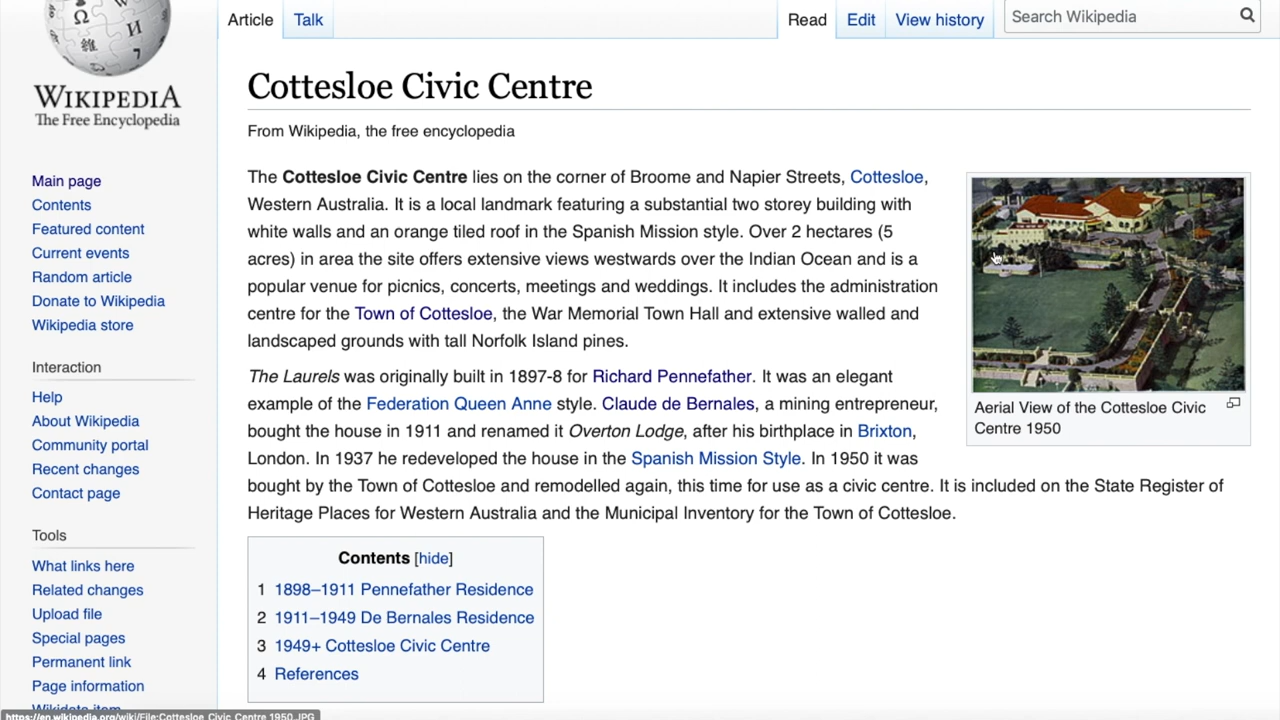 Article
Talk
Read
Edit
View history
Search Wikipedia
Ω
И
WIKIPEDIA
The Free Encyclopedia
Main page
Contents
Featured content
Current events
Random article
Donate to Wikipedia
Wikipedia store
Interaction
Help
About Wikipedia
Community portal
Recent changes
Contact page
Tools
What links here
Related changes
Upload file
Special pages
Permanent link
Page information
Wikidata item
Cottesloe Civic Centre
From Wikipedia, the free encyclopedia
The Cottesloe Civic Centre lies on the corner of Broome and Napier Streets, Cottesloe,
Western Australia. It is a local landmark featuring a substantial two storey building with
white walls and an orange tiled roof in the Spanish Mission style. Over 2 hectares (5
acres) in area the site offers extensive views westwards over the Indian Ocean and is a
popular venue for picnics, concerts, meetings and weddings. It includes the administration
centre for the Town of Cottesloe, the War Memorial Town Hall and extensive walled and
landscaped grounds with tall Norfolk Island pines.
The Laurels was originally built in 1897-8 for Richard Pennefather. It was an elegant
example of the Federation Queen Anne style. Claude de Bernales, a mining entrepreneur,
bought the house in 1911 and renamed it Overton Lodge, after his birthplace in Brixton,
London. In 1937 he redeveloped the house in the Spanish Mission Style. In 1950 it was
bought by the Town of Cottesloe and remodelled again, this time for use as a civic centre. It is included on the State Register of
Heritage Places for Western Australia and the Municipal Inventory for the Town of Cottesloe.
Aerial View of the Cottesloe Civic
Centre 1950
Contents [hide]
1 1898–1911 Pennefather Residence
2 1911–1949 De Bernales Residence
3 1949+ Cottesloe Civic Centre
4 References
https://en.wikipedia.org/wiki/File:Cottesloe_Civic_Centre_1950.JPG